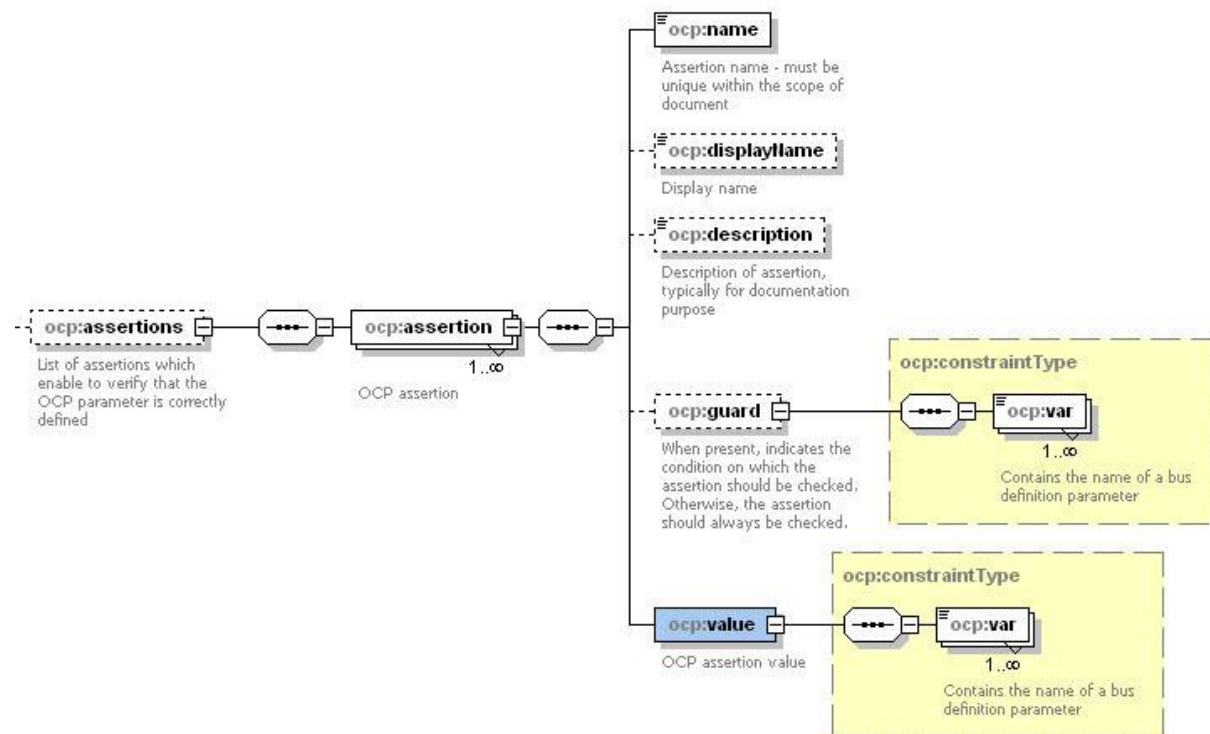 ocp:name
Assertion name - must be
unique within the scope of
document
ocp:displayName
Display name
ocp:description
Description of assertion,
typically for documentation
purpose
ocp:assertions
List of assertions which
enable to verify that the
OCP parameter is correctly
defined
ocp:assertion
1..∞
OCP assertion
ocp:guard
When present, indicates the
condition on which the
assertion should be checked.
Otherwise, the assertion
should always be checked.
ocp:constraintType
ocp:var
1..∞
Contains the name of a bus
definition parameter
ocp:value
OCP assertion value
ocp:constraintType
ocp:var
1..∞
Contains the name of a bus
definition parameter